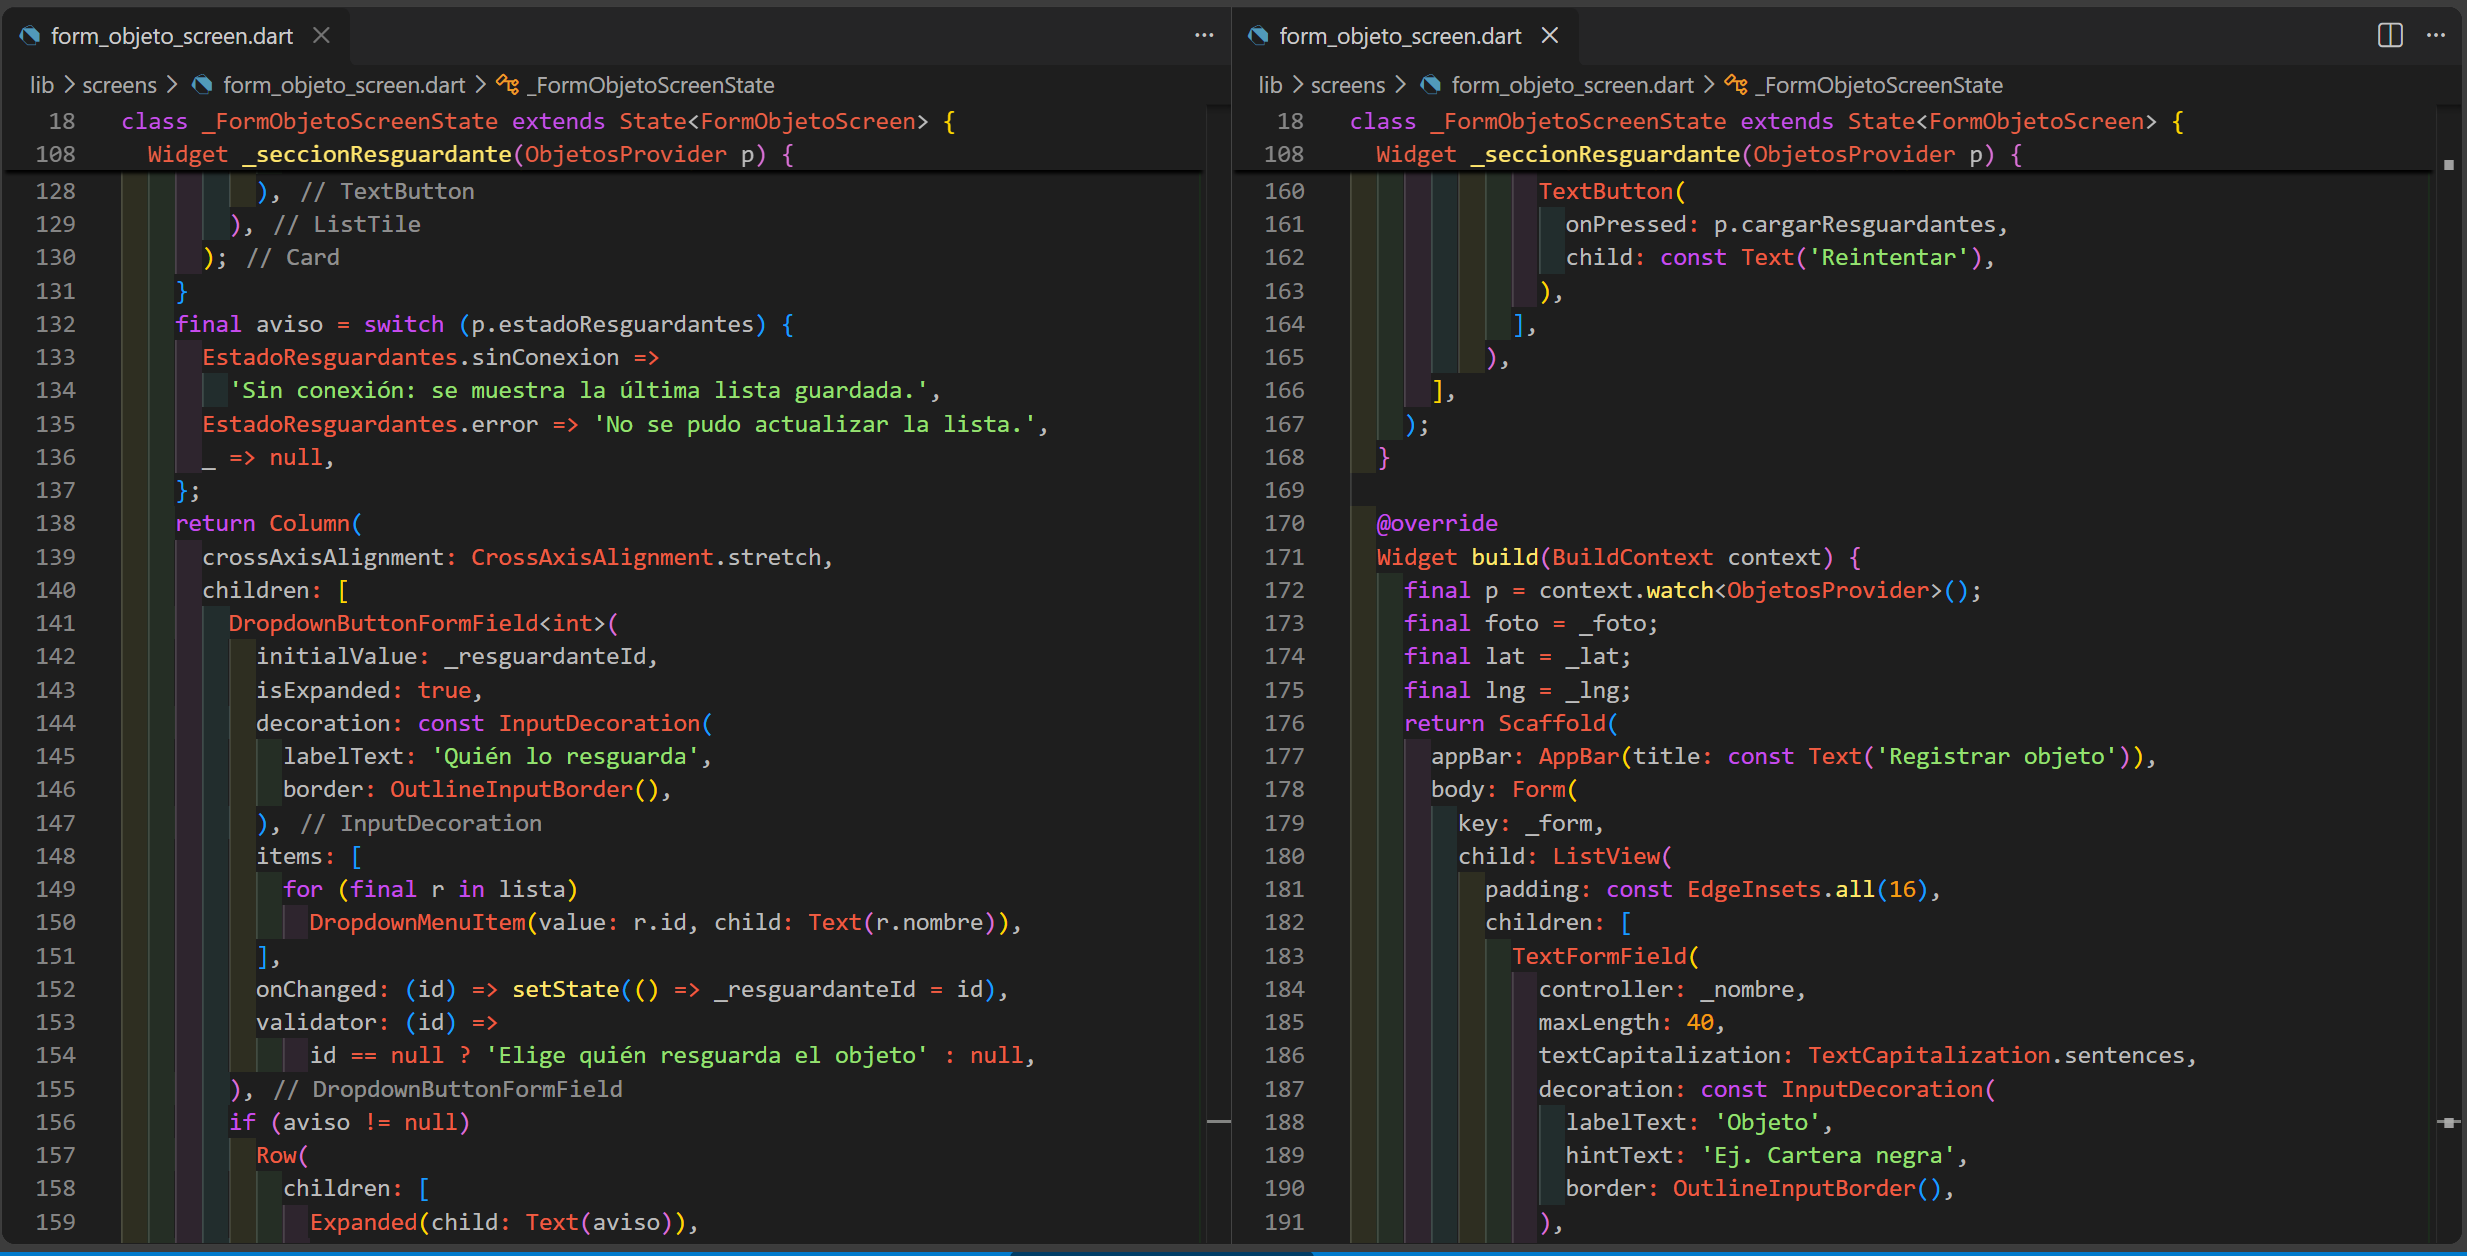 form_objeto_screen.dart
lib > screens > form_objeto_screen.dart > _FormObjetoScreenState
18 class _FormObjetoScreenState extends State<FormObjetoScreen> {
108 Widget _seccionResguardante(ObjetosProvider p) {
128 ), // TextButton
129 ), // ListTile
130 ); // Card
131 }
132 final aviso = switch (p.estadoResguardantes) {
133 EstadoResguardantes.sinConexion =>
134 'Sin conexión: se muestra la última lista guardada.',
135 EstadoResguardantes.error => 'No se pudo actualizar la lista.',
136 _ => null,
137 };
138 return Column(
139 crossAxisAlignment: CrossAxisAlignment.stretch,
140 children: [
141 DropdownButtonFormField<int>(
142 initialValue: _resguardanteId,
143 isExpanded: true,
144 decoration: const InputDecoration(
145 labelText: 'Quién lo resguarda',
146 border: OutlineInputBorder(),
147 ), // InputDecoration
148 items: [
149 for (final r in lista)
150 DropdownMenuItem(value: r.id, child: Text(r.nombre)),
151 ],
152 onChanged: (id) => setState(() => _resguardanteId = id),
153 validator: (id) =>
154 id == null ? 'Elige quién resguarda el objeto' : null,
155 ), // DropdownButtonFormField
156 if (aviso != null)
157 Row(
158 children: [
159 Expanded(child: Text(aviso)),
form_objeto_screen.dart
lib > screens > form_objeto_screen.dart > _FormObjetoScreenState
18 class _FormObjetoScreenState extends State<FormObjetoScreen> {
108 Widget _seccionResguardante(ObjetosProvider p) {
160 TextButton(
161 onPressed: p.cargarResguardantes,
162 child: const Text('Reintentar'),
163 ),
164 ],
165 ),
166 ],
167 );
168 }
169
170 @override
171 Widget build(BuildContext context) {
172 final p = context.watch<ObjetosProvider>();
173 final foto = _foto;
174 final lat = _lat;
175 final lng = _lng;
176 return Scaffold(
177 appBar: AppBar(title: const Text('Registrar objeto')),
178 body: Form(
179 key: _form,
180 child: ListView(
181 padding: const EdgeInsets.all(16),
182 children: [
183 TextFormField(
184 controller: _nombre,
185 maxLength: 40,
186 textCapitalization: TextCapitalization.sentences,
187 decoration: const InputDecoration(
188 labelText: 'Objeto',
189 hintText: 'Ej. Cartera negra',
190 border: OutlineInputBorder(),
191 ),